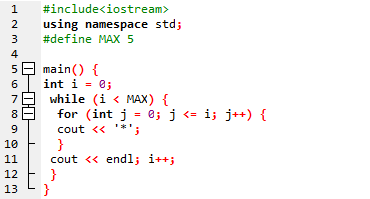 1 #include<iostream>
2 using namespace std;
3 #define MAX 5
4
5 main() {
6 int i = 0;
7 while (i < MAX) {
8 for (int j = 0; j <= i; j++) {
9 cout << '*';
10 }
11 cout << endl; i++;
12 }
13 }